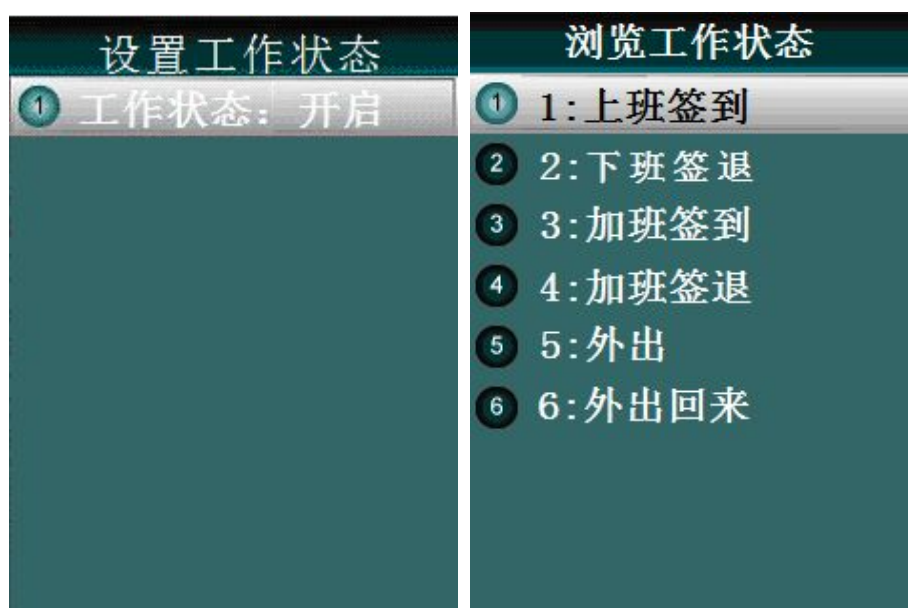 设置工作状态
1 工作状态：开启
浏览工作状态
1 1:上班签到
2 2:下班签退
3 3:加班签到
4 4:加班签退
5 5:外出
6 6:外出回来